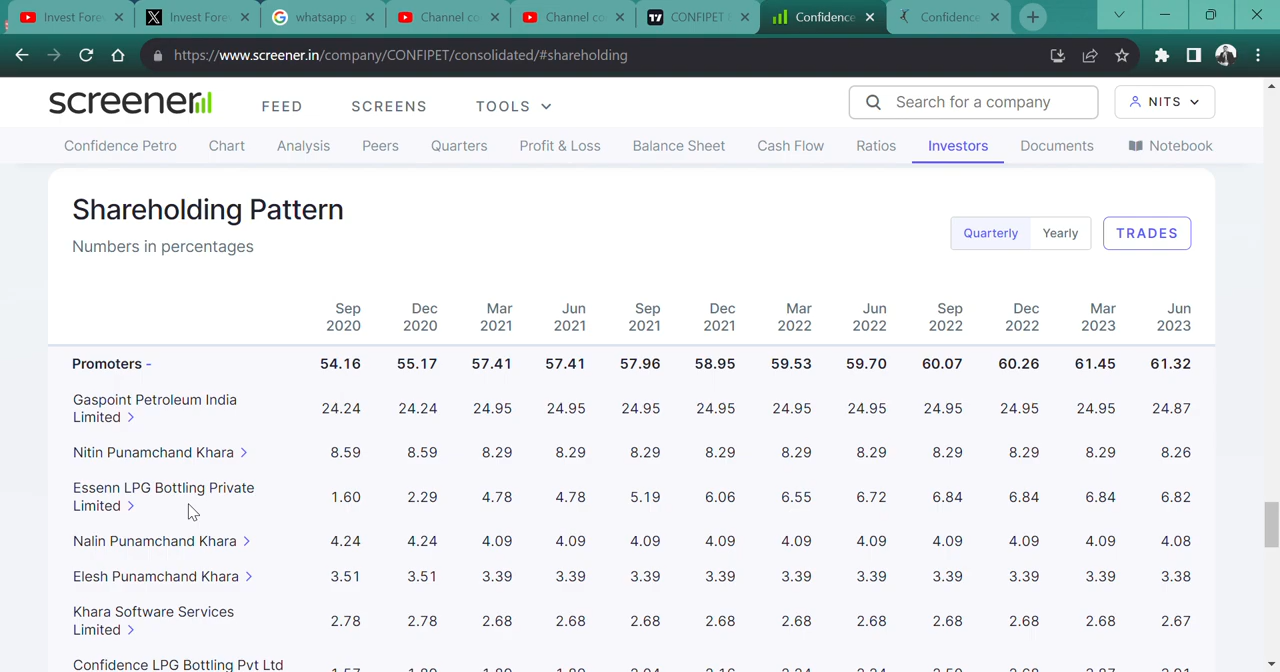 Invest Forev
Invest Forev
whatsapp g
Channel co
Channel co
CONFIPET
Confidence
Confidence
https://www.screener.in/company/CONFIPET/consolidated/#shareholding
screener
FEED SCREENS TOOLS
Search for a company
NITS
Confidence Petro Chart Analysis Peers Quarters Profit & Loss Balance Sheet Cash Flow Ratios Investors Documents Notebook
Shareholding Pattern
Numbers in percentages
Quarterly Yearly TRADES
Sep Dec Mar Jun Sep Dec Mar Jun Sep Dec Mar Jun
2020 2020 2021 2021 2021 2021 2022 2022 2022 2022 2023 2023
Promoters - 54.16 55.17 57.41 57.41 57.96 58.95 59.53 59.70 60.07 60.26 61.45 61.32
Gaspoint Petroleum India
Limited > 24.24 24.24 24.95 24.95 24.95 24.95 24.95 24.95 24.95 24.95 24.95 24.87
Nitin Punamchand Khara > 8.59 8.59 8.29 8.29 8.29 8.29 8.29 8.29 8.29 8.29 8.29 8.26
Essenn LPG Bottling Private
Limited > 1.60 2.29 4.78 4.78 5.19 6.06 6.55 6.72 6.84 6.84 6.84 6.82
Nalin Punamchand Khara > 4.24 4.24 4.09 4.09 4.09 4.09 4.09 4.09 4.09 4.09 4.09 4.08
Elesh Punamchand Khara > 3.51 3.51 3.39 3.39 3.39 3.39 3.39 3.39 3.39 3.39 3.39 3.38
Khara Software Services
Limited > 2.78 2.78 2.68 2.68 2.68 2.68 2.68 2.68 2.68 2.68 2.68 2.67
Confidence LPG Bottling Pvt Ltd